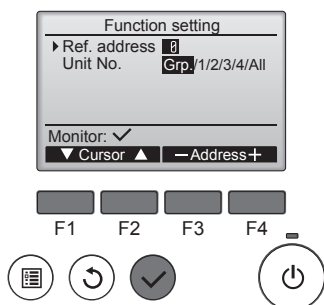 Function setting
Ref. address 0
Unit No. Grp./1/2/3/4/All
Monitor:
Cursor Address
F1 F2 F3 F4